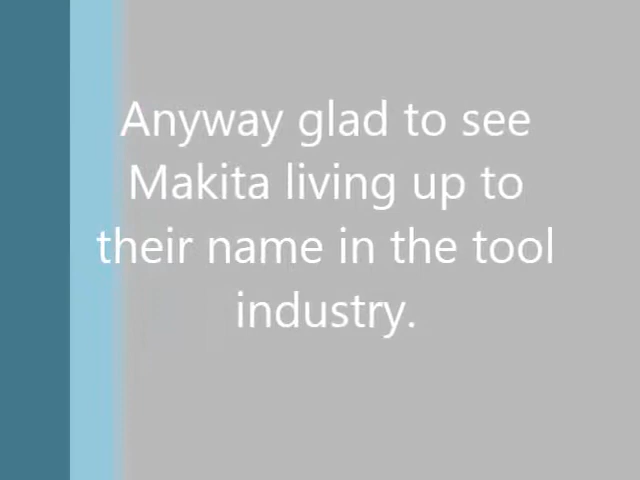 Anyway glad to see
Makita living up to
their name in the tool
industry.